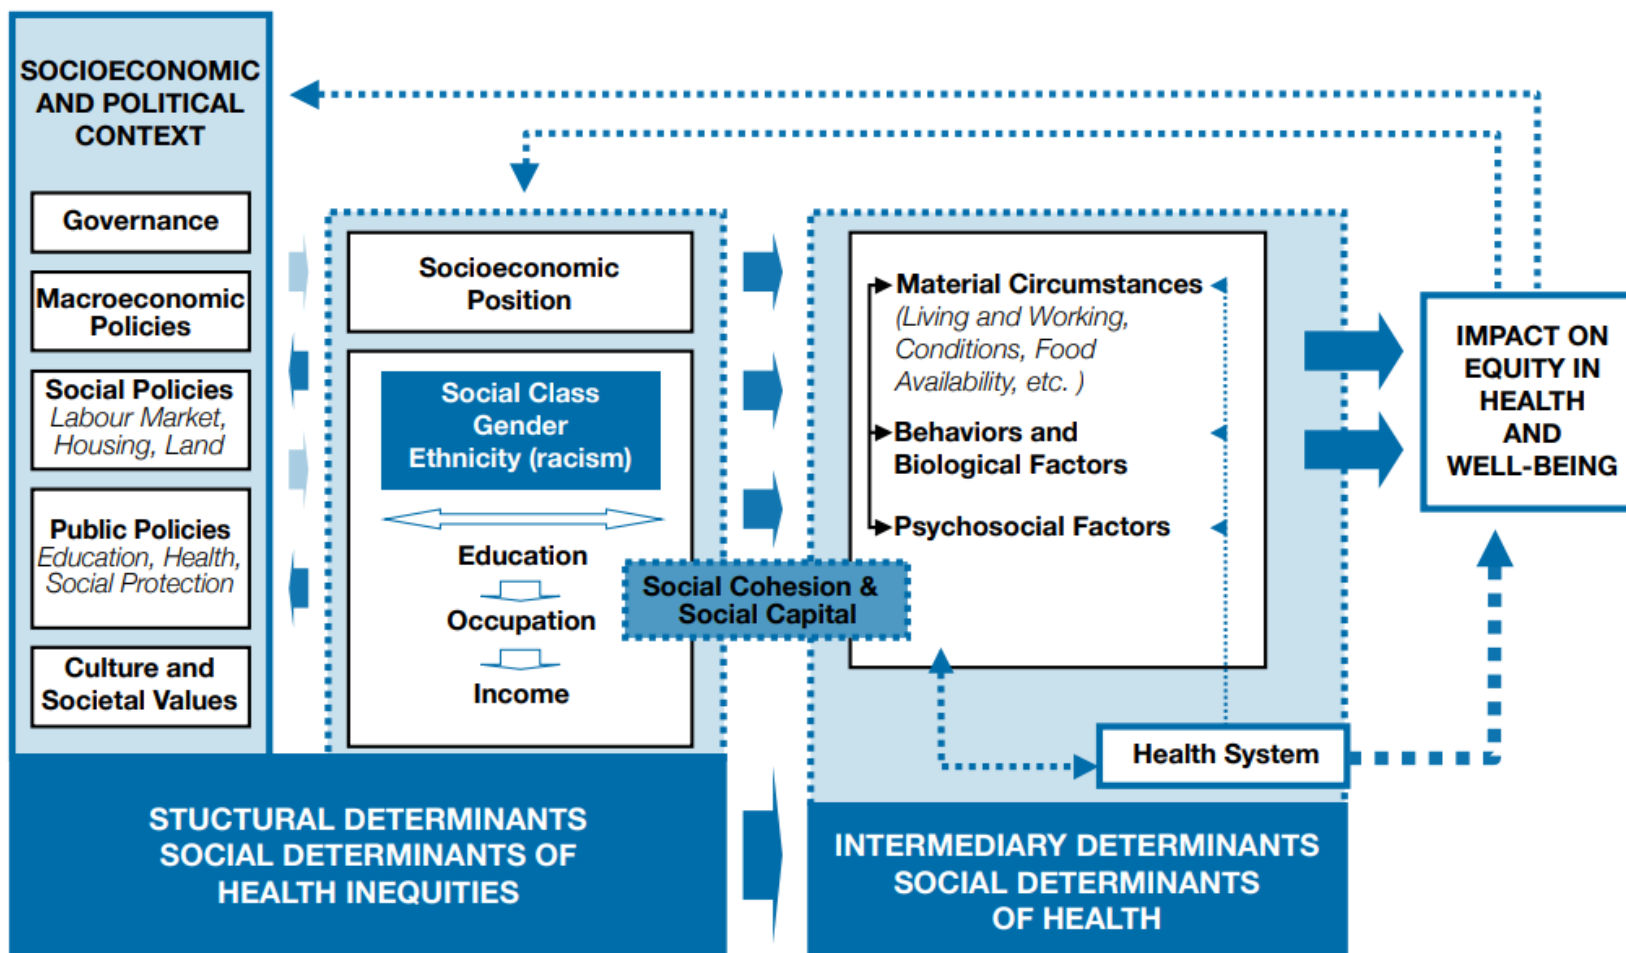 SOCIOECONOMIC
AND POLITICAL
CONTEXT
Governance
Macroeconomic
Policies
Social Policies
Labour Market,
Housing, Land
Public Policies
Education, Health,
Social Protection
Culture and
Societal Values
Socioeconomic
Position
Social Class
Gender
Ethnicity (racism)
Education
Occupation
Income
Social Cohesion &
Social Capital
Material Circumstances
(Living and Working,
Conditions, Food
Availability, etc. )
Behaviors and
Biological Factors
Psychosocial Factors
Health System
IMPACT ON
EQUITY IN
HEALTH
AND
WELL-BEING
STUCTURAL DETERMINANTS
SOCIAL DETERMINANTS OF
HEALTH INEQUITIES
INTERMEDIARY DETERMINANTS
SOCIAL DETERMINANTS
OF HEALTH